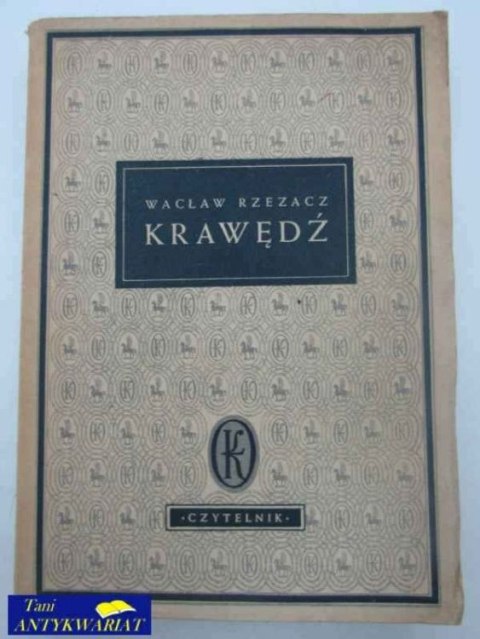 WACŁAW RZEZACZ
KRAWĘDŹ
K
·CZYTELNIK·
Tani
ANTYKWARIAT